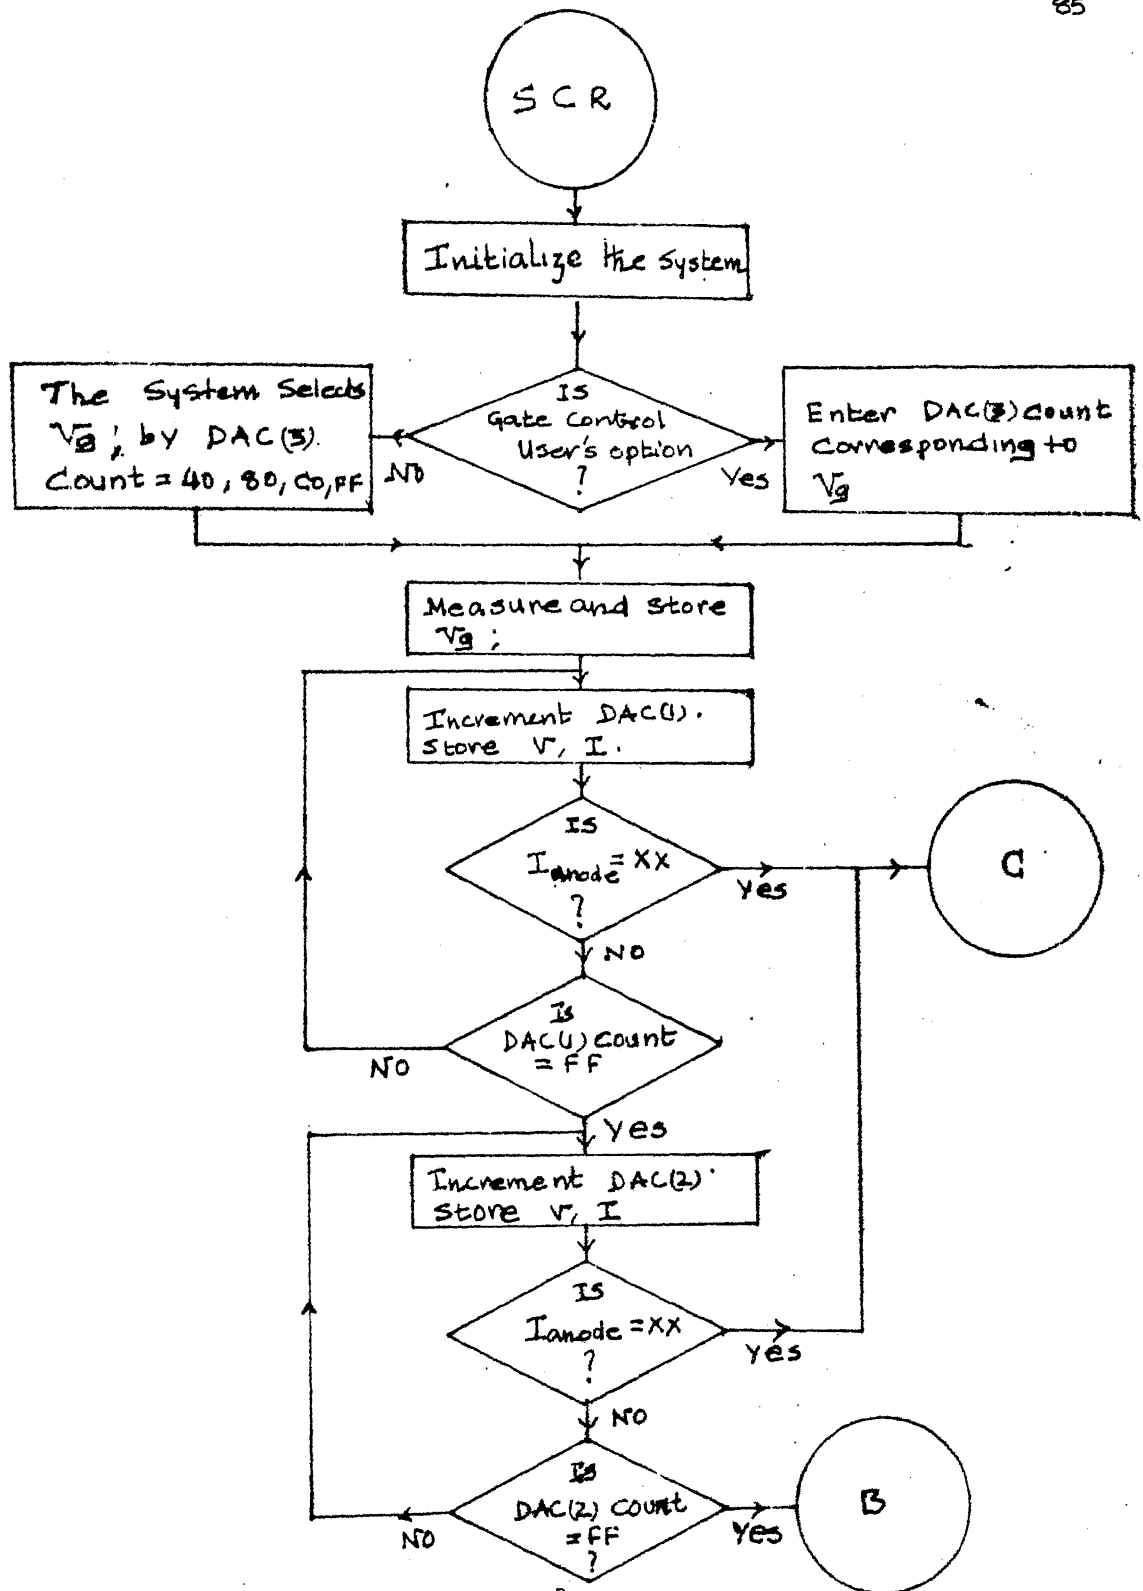 85
S C R
Initialize the System
The System Selects
Vg; by DAC(3).
Count = 40, 80, C0, FF
IS
Gate Control
User's option
?
NO
Yes
Enter DAC(3) Count
Corresponding to
Vg
Measure and store
Vg ;
Increment DAC(1).
Store V, I.
IS
Ianode = XX
?
Yes
C
NO
Is
DAC(1) Count
= FF
NO
Yes
Increment DAC(2).
Store V, I
IS
Ianode = XX
?
Yes
NO
Is
DAC(2) Count
= FF
?
NO
Yes
B